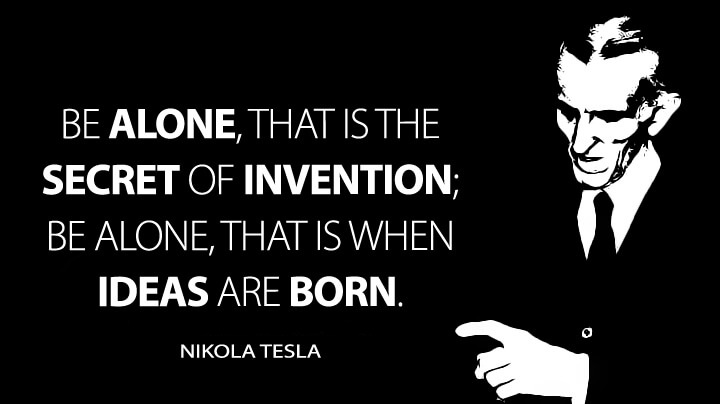 BE ALONE, THAT IS THE
SECRET OF INVENTION;
BE ALONE, THAT IS WHEN
IDEAS ARE BORN.
NIKOLA TESLA